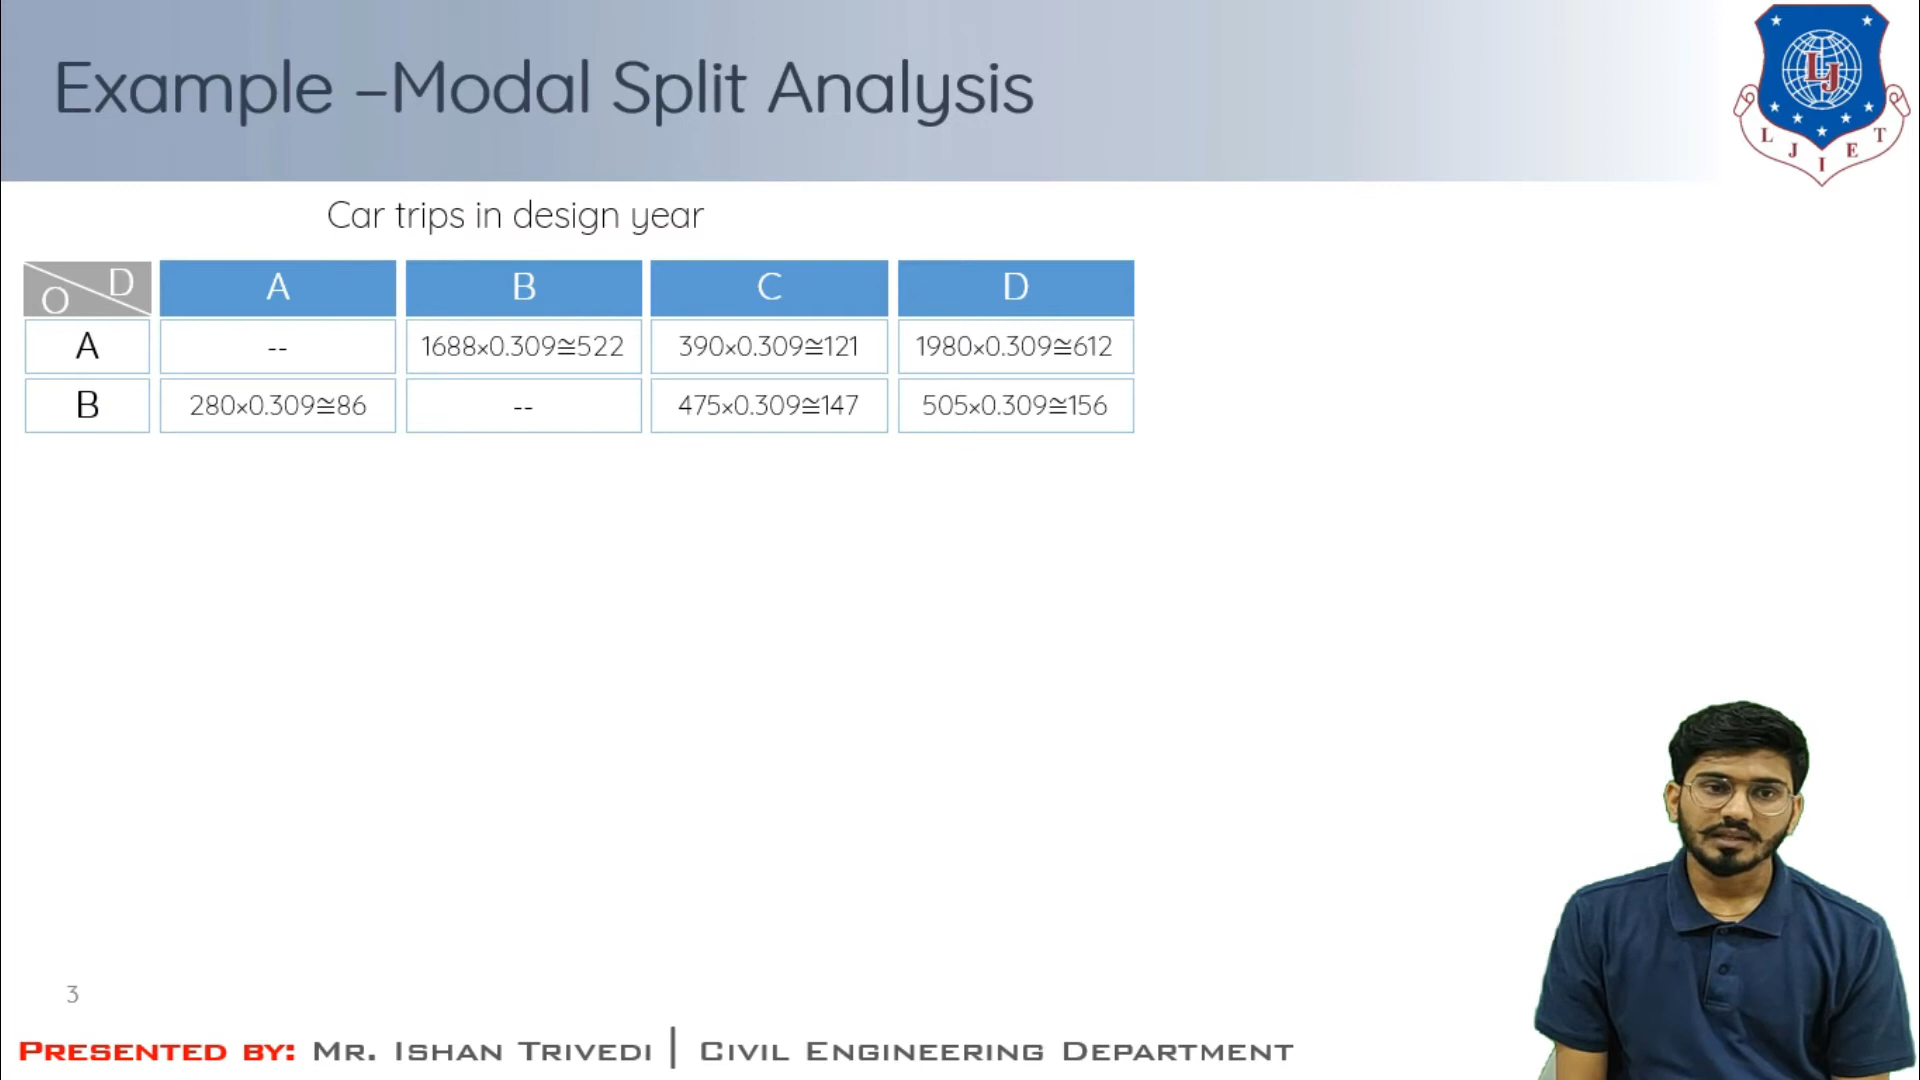 Example –Modal Split Analysis
LJ
L J I E T
Car trips in design year
O D A B C D
A -- 1688×0.309≅522 390×0.309≅121 1980×0.309≅612
B 280×0.309≅86 -- 475×0.309≅147 505×0.309≅156
3
PRESENTED BY: MR. ISHAN TRIVEDI | CIVIL ENGINEERING DEPARTMENT